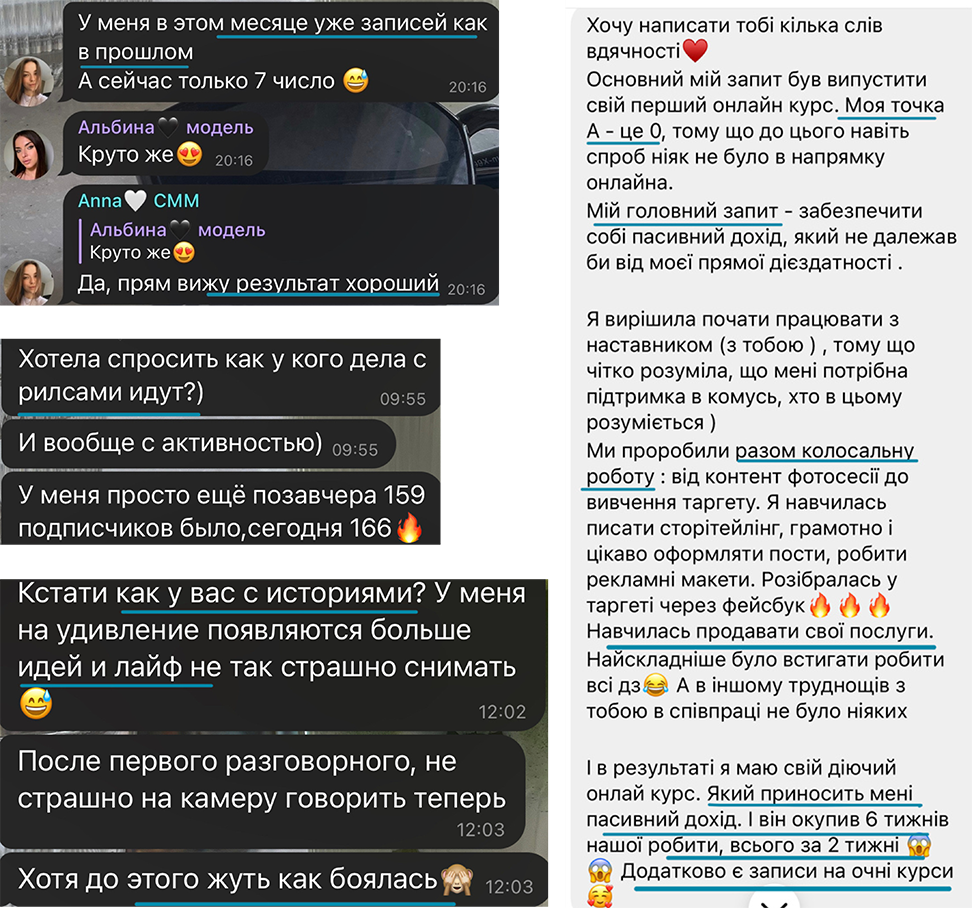 У меня в этом месяце уже записей как
в прошлом
А сейчас только 7 число 😅
20:16
Альбина🖤 модель
Круто же😍 20:16
Anna🤍 СММ
Альбина🖤 модель
Круто же😍
Да, прям вижу результат хороший 20:16
Хотела спросить как у кого дела с
рилсами идут?) 09:55
И вообще с активностью) 09:55
У меня просто ещё позавчера 159
подписчиков было,сегодня 166🔥
Кстати как у вас с историями? У меня
на удивление появляются больше
идей и лайф не так страшно снимать
😅 12:02
После первого разговорного, не
страшно на камеру говорить теперь
12:03
Хотя до этого жуть как боялась🙈 12:03
Хочу написати тобі кілька слів
вдячності♥️
Основний мій запит був випустити
свій перший онлайн курс. Моя точка
А - це 0, тому що до цього навіть
спроб ніяк не було в напрямку
онлайна.
Мій головний запит - забезпечити
собі пасивний дохід, який не далежав
би від моєї прямої дієздатності .
Я вирішила почати працювати з
наставником (з тобою ) , тому що
чітко розуміла, що мені потрібна
підтримка в комусь, хто в цьому
розуміється )
Ми проробили разом колосальну
роботу : від контент фотосесії до
вивчення таргету. Я навчилась
писати сторітейлінг, грамотно і
цікаво оформляти пости, робити
рекламні макети. Розібралась у
таргеті через фейсбук🔥🔥🔥
Навчилась продавати свої послуги.
Найскладніше було встигати робити
всі дз😂 А в іншому труднощів з
тобою в співпраці не було ніяких
І в результаті я маю свій діючий
онлай курс. Який приносить мені
пасивний дохід. І він окупив 6 тижнів
нашої робити, всього за 2 тижні 😱
😱 Додатково є записи на очні курси
🥰